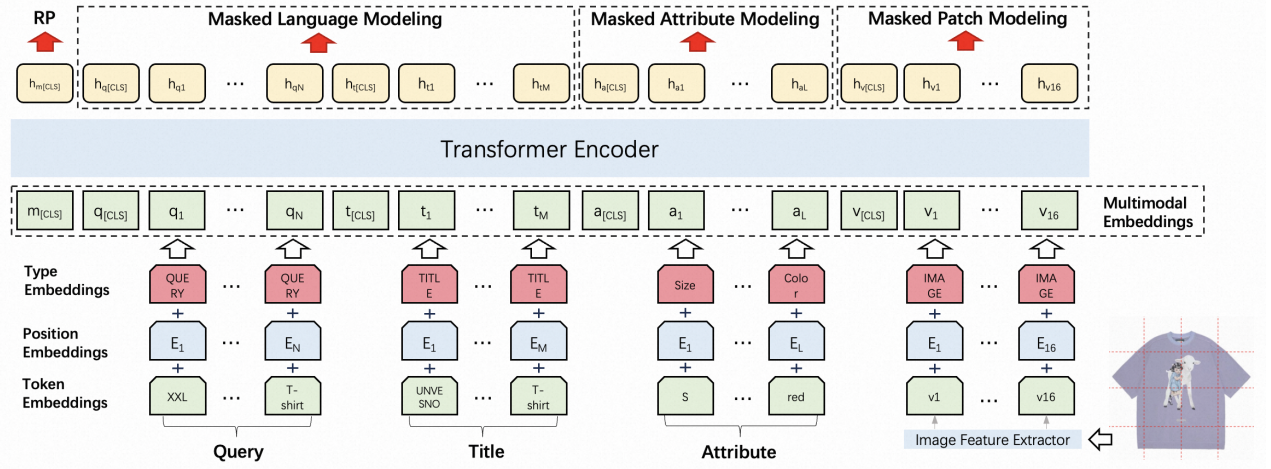 RP Masked Language Modeling Masked Attribute Modeling Masked Patch Modeling
hm[CLS] hq[CLS] hq1 ... hqN ht[CLS] ht1 ... htM ha[CLS] ha1 ... haL hv[CLS] hv1 ... hv16
Transformer Encoder
m[CLS] q[CLS] q1 ... qN t[CLS] t1 ... tM a[CLS] a1 ... aL v[CLS] v1 ... v16
Multimodal
Embeddings
Type
Embeddings
QUE
RY
...
QUE
RY
TITL
E
...
TITL
E
Size
...
Colo
r
IMA
GE
...
IMA
GE
+ + + + + + + +
Position
Embeddings
E1 ... EN E1 ... EM E1 ... EL E1 ... E16
+ + + + + + + +
Token
Embeddings
XXL
...
T-
shirt
UNVE
SNO
...
T-
shirt
S
...
red
v1
...
v16
Query Title Attribute
Image Feature Extractor